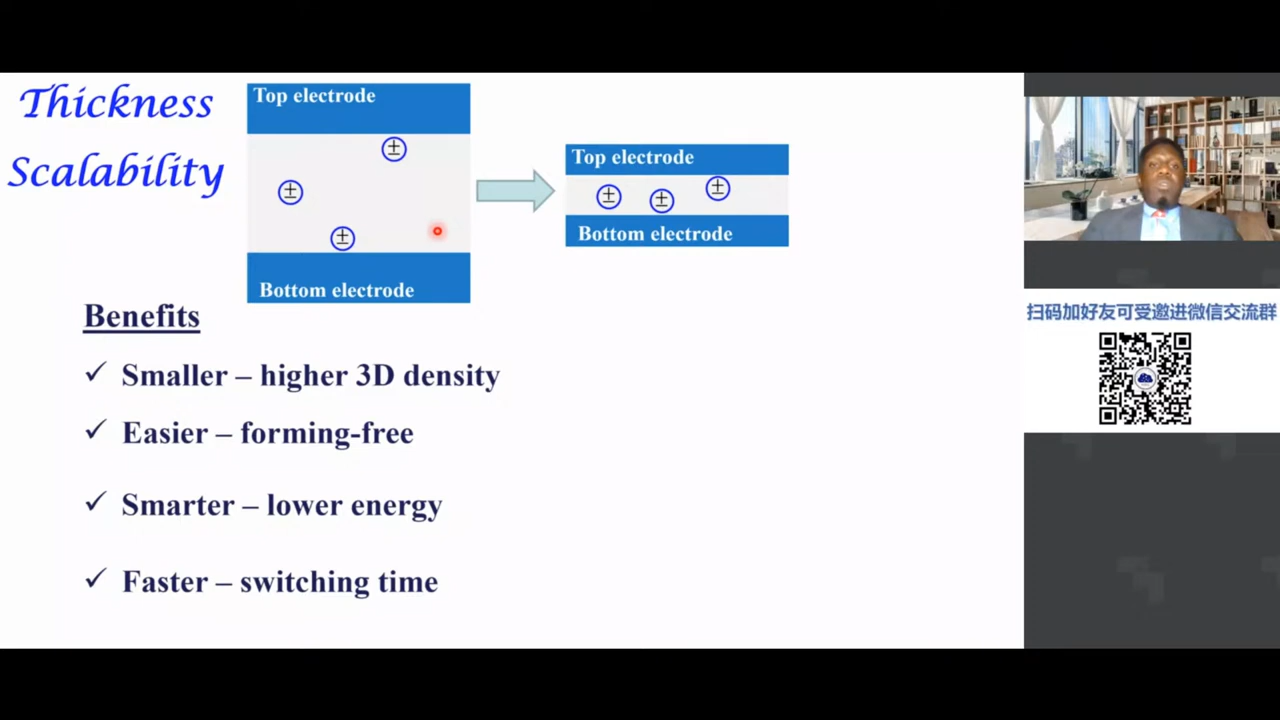 Thickness
Scalability
Top electrode
±
±
±
Bottom electrode
Top electrode
±
±
±
Bottom electrode
Benefits
✓ Smaller – higher 3D density
✓ Easier – forming-free
✓ Smarter – lower energy
✓ Faster – switching time
扫码加好友可受邀进微信交流群